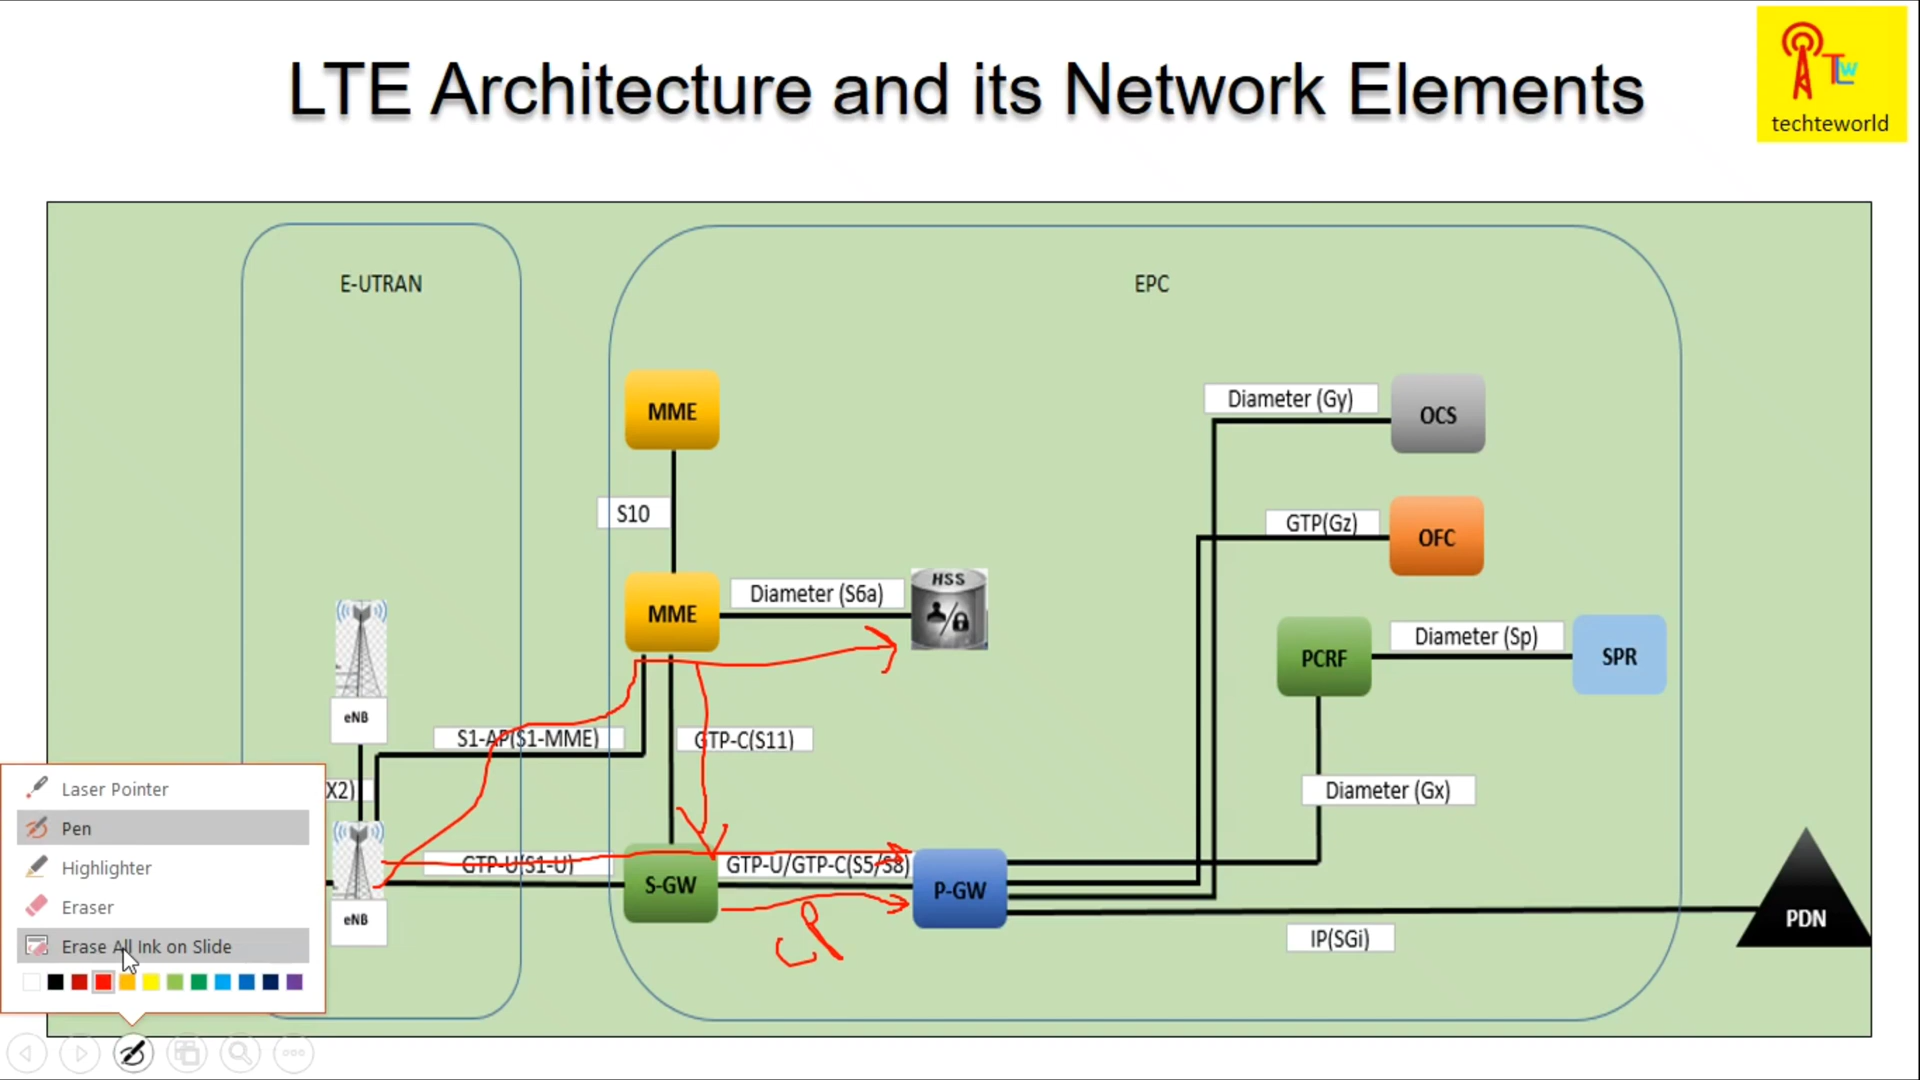 LTE Architecture and its Network Elements
TLW
techteworld
E-UTRAN
EPC
MME
Diameter (Gy)
OCS
S10
GTP(Gz)
OFC
HSS
Diameter (S6a)
MME
Diameter (Sp)
PCRF
SPR
eNB
S1-AP(S1-MME)
GTP-C(S11)
X2)
Diameter (Gx)
GTP-U(S1-U)
GTP-U/GTP-C(S5/S8)
S-GW
P-GW
eNB
CP
IP(SGi)
PDN
Laser Pointer
Pen
Highlighter
Eraser
Erase All Ink on Slide